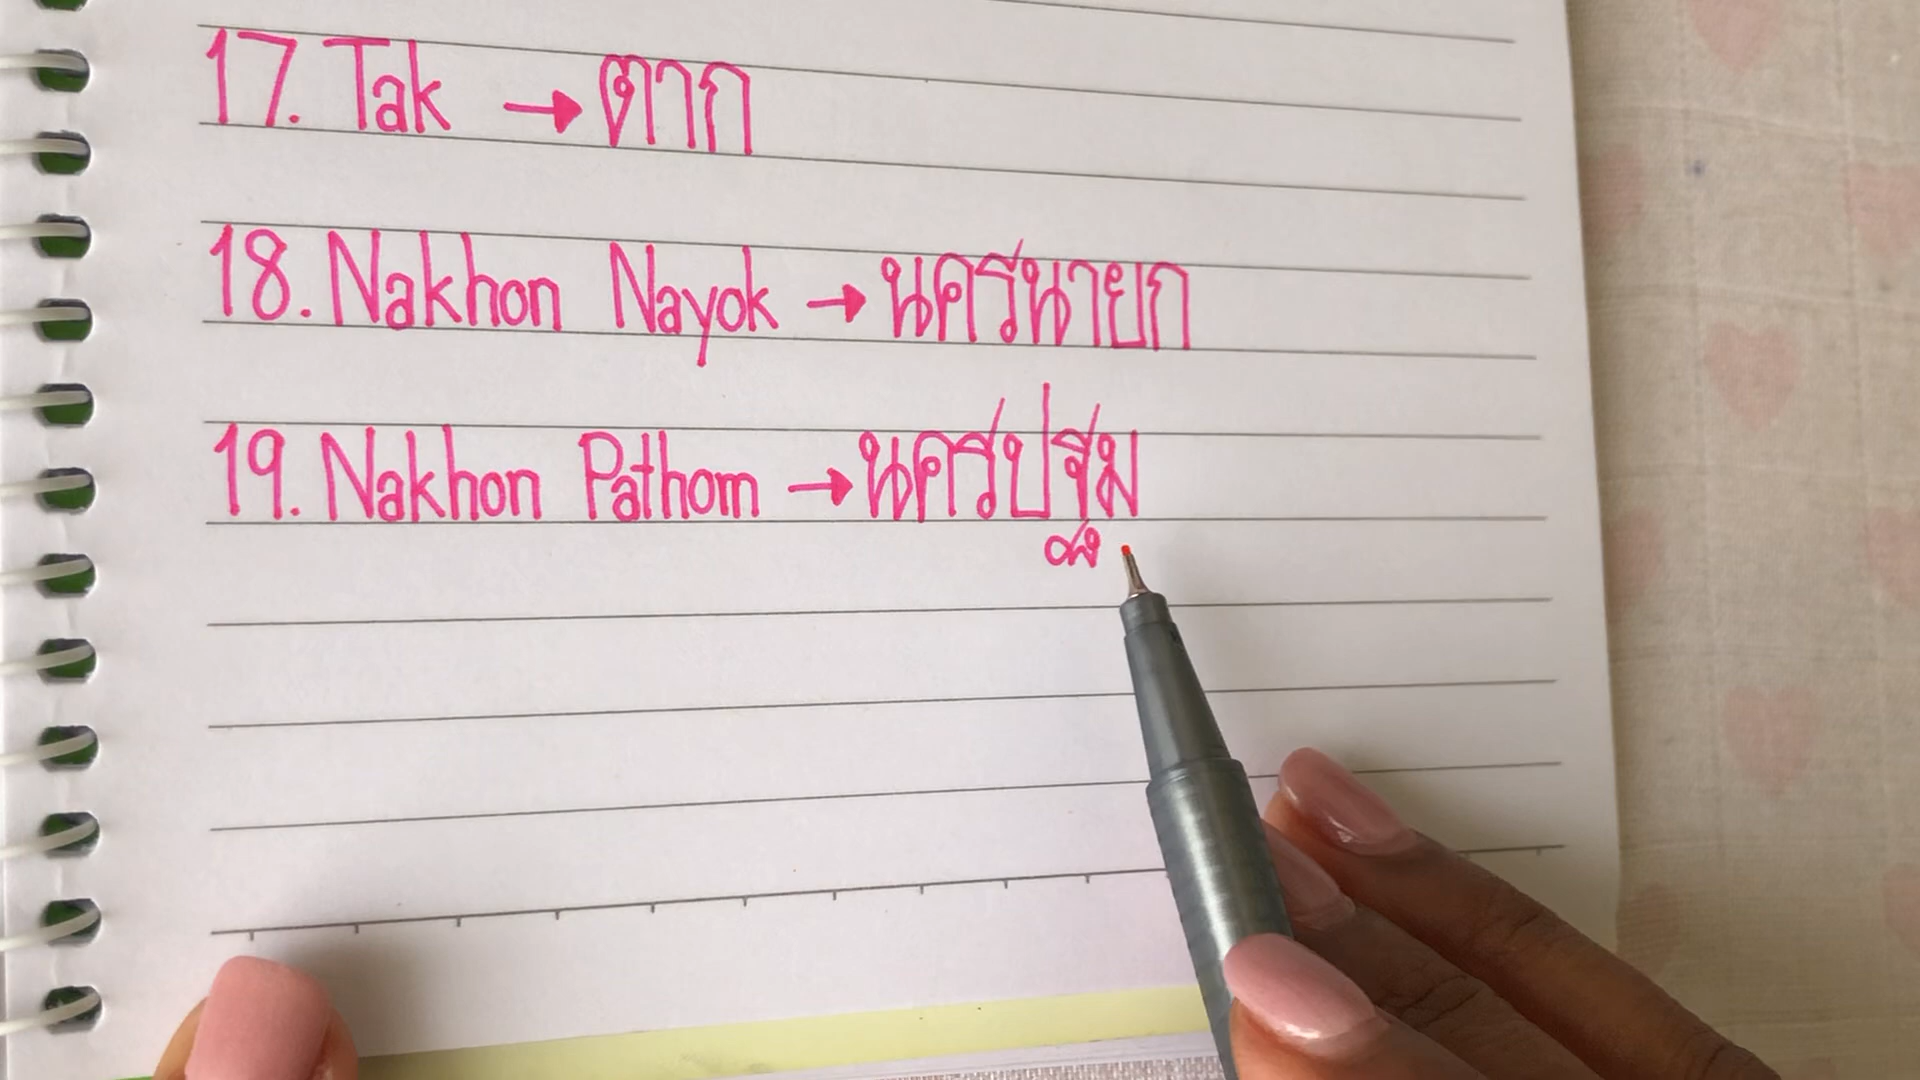 17. Tak → ตาก
18. Nakhon Nayok → นครนายก
19. Nakhon Pathom → นครปฐม